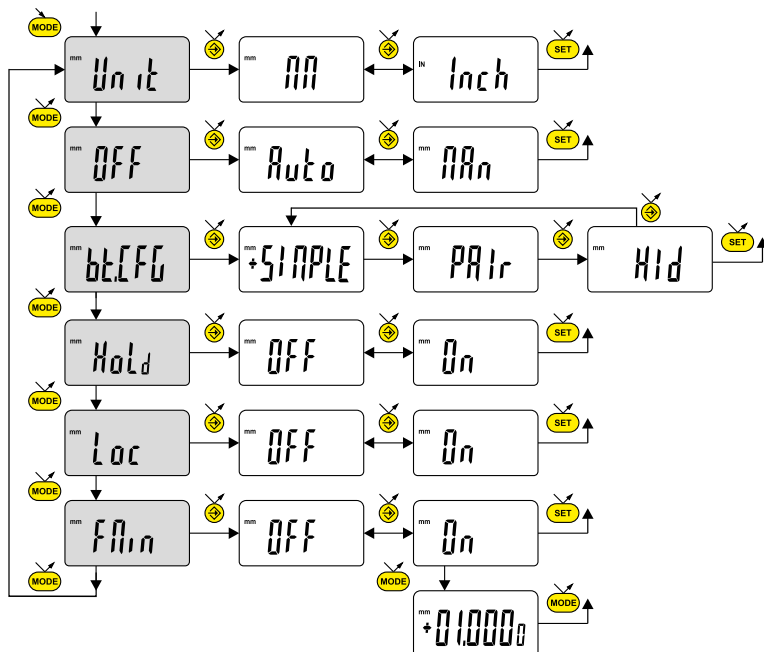 MODE
mm Unit
mm MM
IN Inch
SET
MODE
mm OFF
mm Auto
mm MAn
SET
MODE
mm bt.CFG
mm +SIMPLE
mm PAIr
mm HId
SET
MODE
mm HoLd
mm OFF
mm On
SET
MODE
mm Loc
mm OFF
mm On
SET
MODE
mm FMin
mm OFF
mm On
SET
MODE
MODE
mm +01,0000
MODE